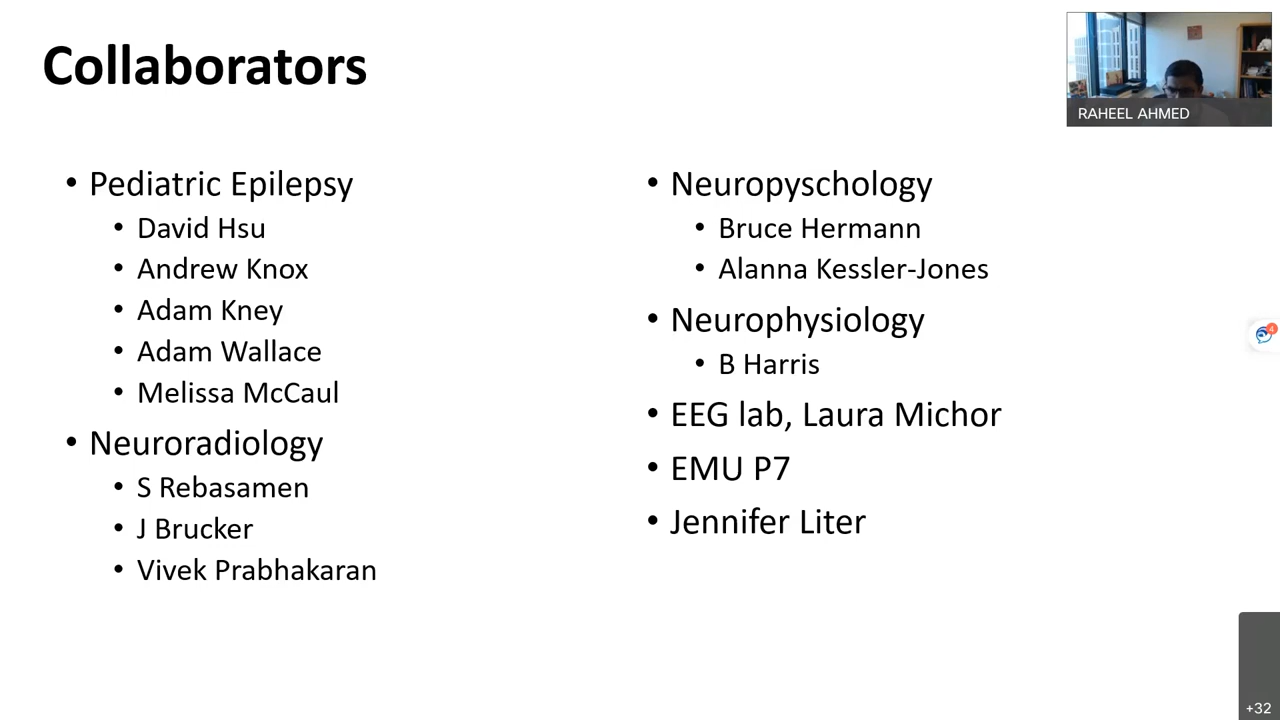 Collaborators
RAHEEL AHMED
• Pediatric Epilepsy
• David Hsu
• Andrew Knox
• Adam Kney
• Adam Wallace
• Melissa McCaul
• Neuroradiology
• S Rebasamen
• J Brucker
• Vivek Prabhakaran
• Neuropyschology
• Bruce Hermann
• Alanna Kessler-Jones
• Neurophysiology
• B Harris
• EEG lab, Laura Michor
• EMU P7
• Jennifer Liter
4
+32